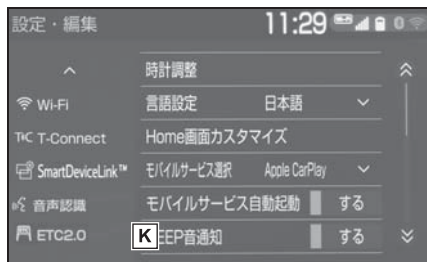 設定・編集 11:29 0
時計調整
Wi-Fi 言語設定 日本語
T-Connect Home画面カスタマイズ
SmartDeviceLink™ モバイルサービス選択 Apple CarPlay
音声認識 モバイルサービス自動起動 する
ETC2.0 K EEP音通知 する